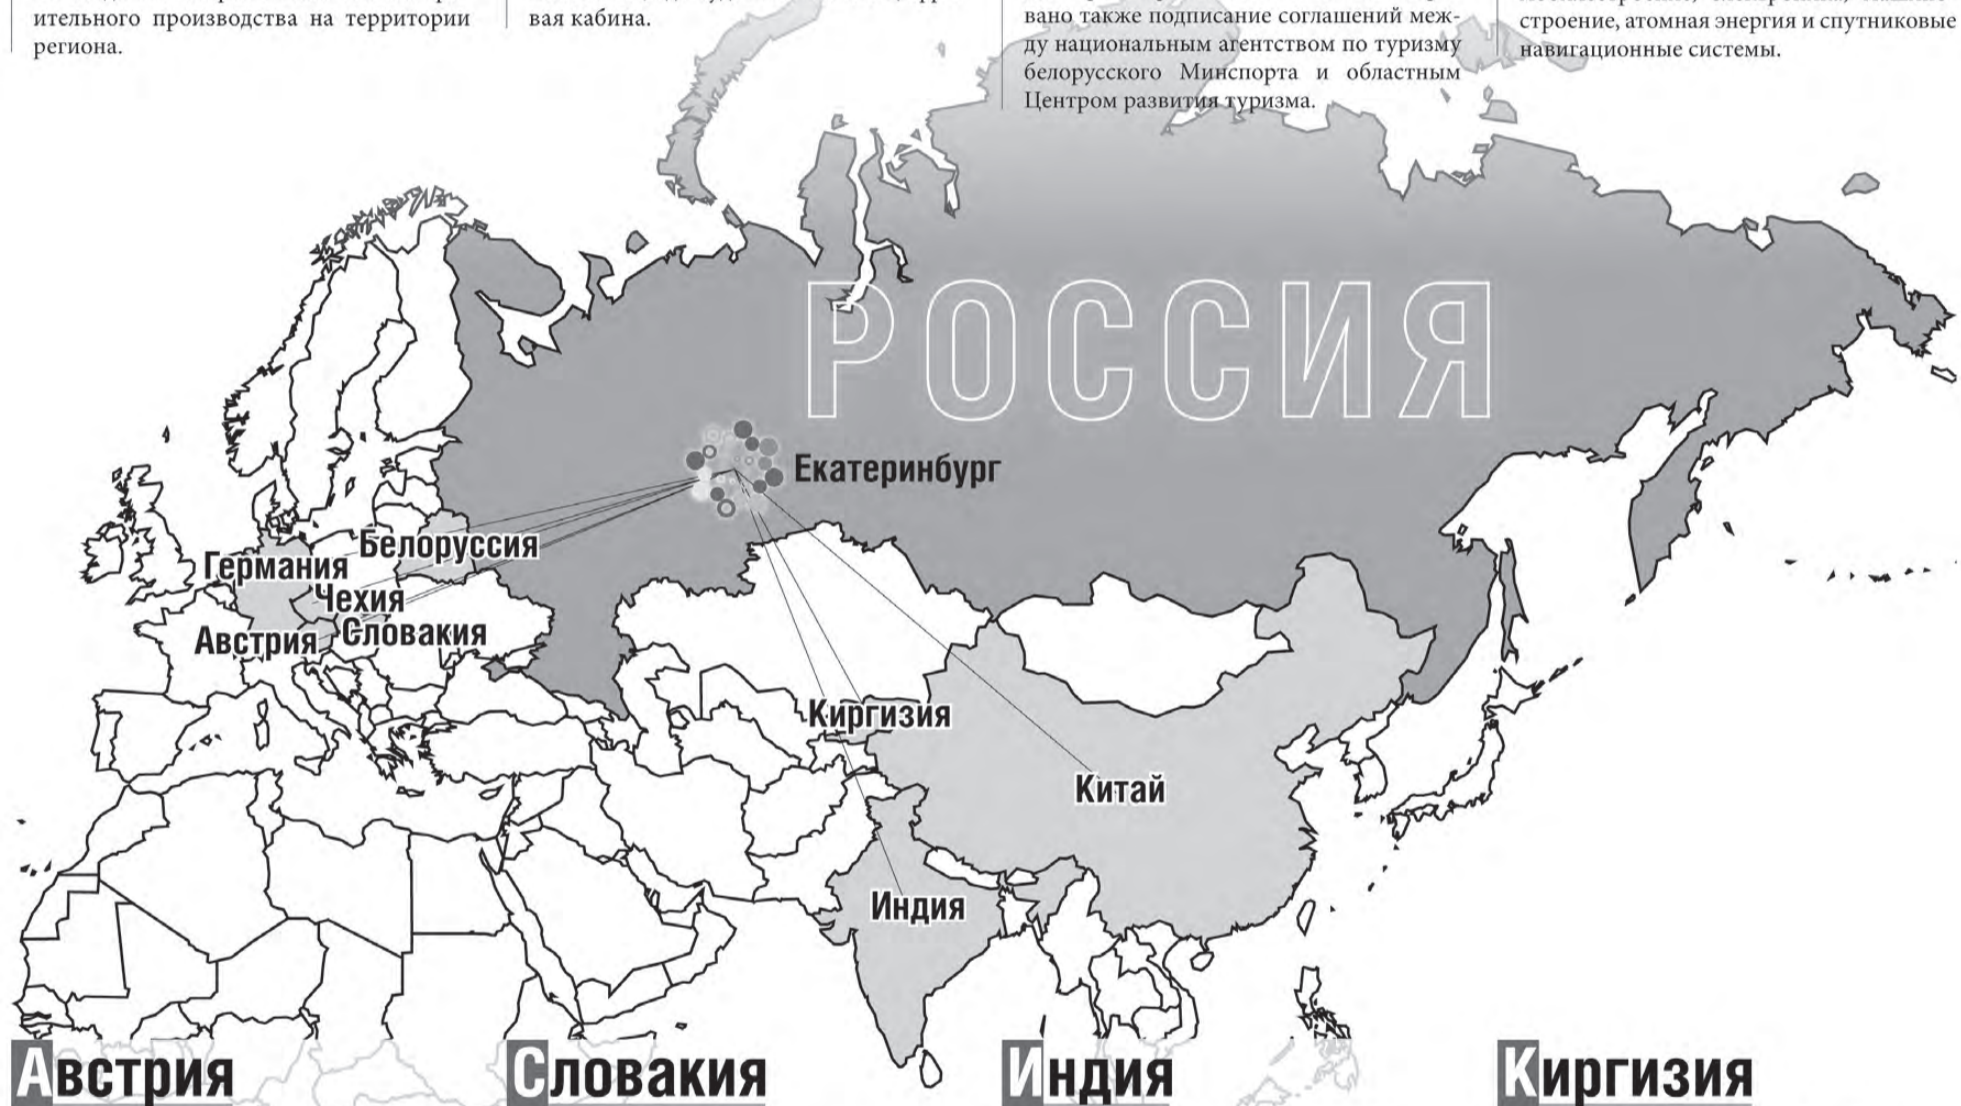 ительного производства на территории
региона.
вая кабина.
вано также подписание соглашений меж-
ду национальным агентством по туризму
белорусского Минспорта и областным
Центром развития туризма.
строение, атомная энергия и спутниковые
навигационные системы.
РОССИЯ
Екатеринбург
Белоруссия
Германия
Чехия
Словакия
Австрия
Киргизия
Китай
Индия
Австрия
Словакия
Индия
Киргизия